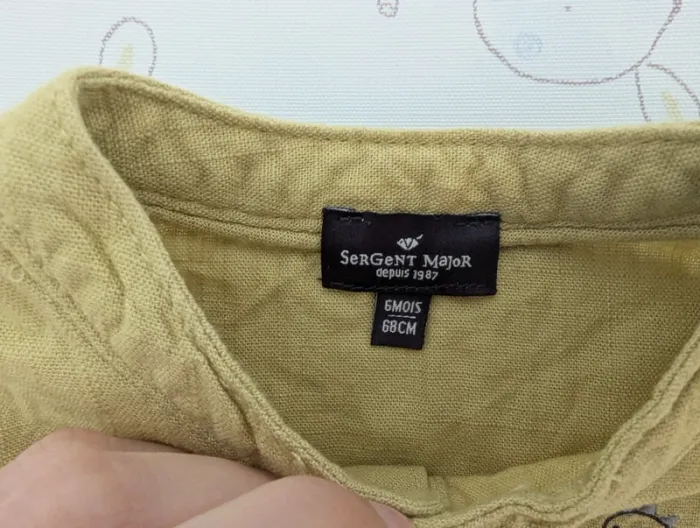 SerGent Major
depuis 1987
6MOIS
68CM